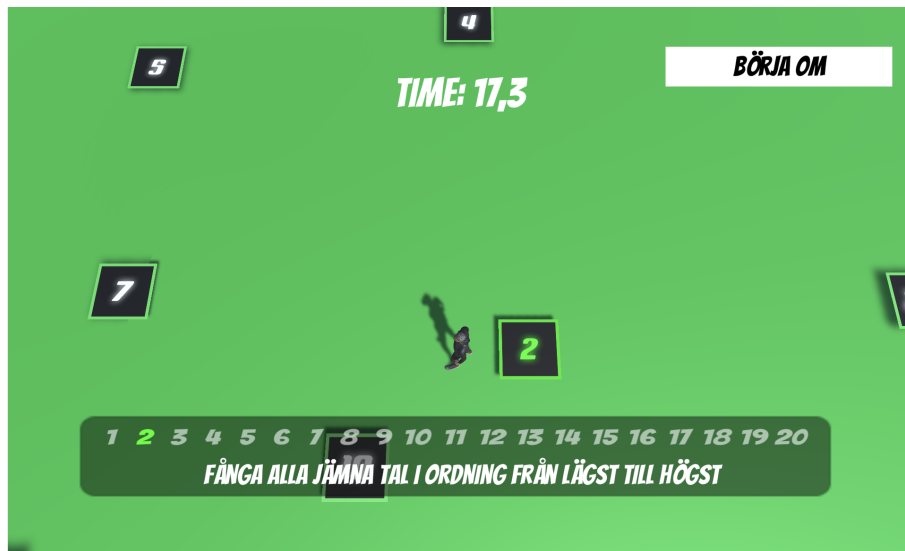 4
5
BÖRJA OM
TIME: 17,3
7
2
1 2 3 4 5 6 7 8 9 10 11 12 13 14 15 16 17 18 19 20
FÅNGA ALLA JÄMNA TAL I ORDNING FRÅN LÄGST TILL HÖGST